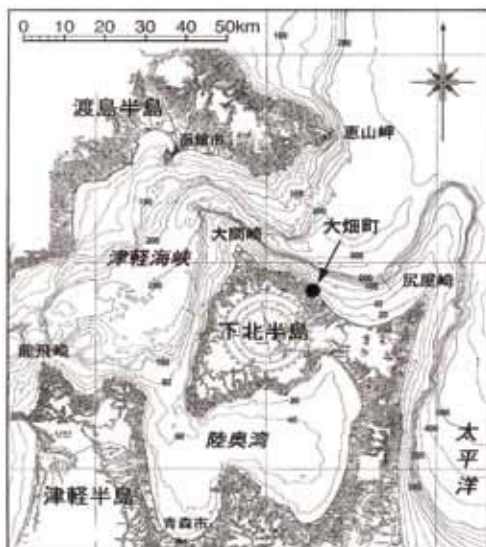 0 10 20 30 40 50km
渡島半島
函館市
恵山岬
大間崎
大畑町
津軽海峡
尻屋崎
下北半島
龍飛崎
陸奥湾
太平洋
津軽半島
青森市